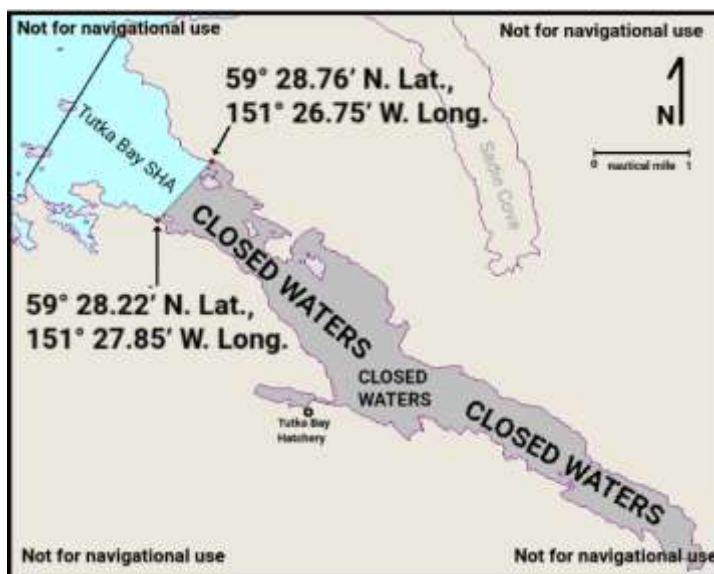 Not for navigational use
Not for navigational use
59° 28.76’ N. Lat.,
151° 26.75’ W. Long.
N
0 nautical mile 1
Tutka Bay SHA
Sadie Cove
CLOSED WATERS
59° 28.22’ N. Lat.,
151° 27.85’ W. Long.
CLOSED
WATERS
CLOSED WATERS
Tutka Bay
Hatchery
Not for navigational use
Not for navigational use